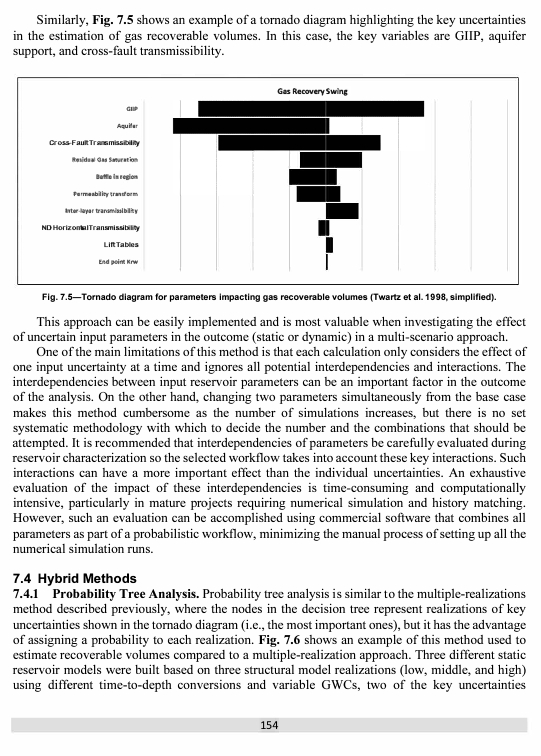 Similarly, Fig. 7.5 shows an example of a tornado diagram highlighting the key uncertainties
in the estimation of gas recoverable volumes. In this case, the key variables are GIIP, aquifer
support, and cross-fault transmissibility.
Gas Recovery Swing
GIIP
Aquifer
Cross-Fault Transmissibility
Residual Gas Saturation
Baffle in region
Permeability transform
Inter-layer transmissibility
ND Horizontal Transmissibility
Lift Tables
End point Krw
Fig. 7.5—Tornado diagram for parameters impacting gas recoverable volumes (Twartz et al. 1998, simplified).
This approach can be easily implemented and is most valuable when investigating the effect
of uncertain input parameters in the outcome (static or dynamic) in a multi-scenario approach.
One of the main limitations of this method is that each calculation only considers the effect of
one input uncertainty at a time and ignores all potential interdependencies and interactions. The
interdependencies between input reservoir parameters can be an important factor in the outcome
of the analysis. On the other hand, changing two parameters simultaneously from the base case
makes this method cumbersome as the number of simulations increases, but there is no set
systematic methodology with which to decide the number and the combinations that should be
attempted. It is recommended that interdependencies of parameters be carefully evaluated during
reservoir characterization so the selected workflow takes into account these key interactions. Such
interactions can have a more important effect than the individual uncertainties. An exhaustive
evaluation of the impact of these interdependencies is time-consuming and computationally
intensive, particularly in mature projects requiring numerical simulation and history matching.
However, such an evaluation can be accomplished using commercial software that combines all
parameters as part of a probabilistic workflow, minimizing the manual process of setting up all the
numerical simulation runs.
7.4 Hybrid Methods
7.4.1 Probability Tree Analysis. Probability tree analysis is similar to the multiple-realizations
method described previously, where the nodes in the decision tree represent realizations of key
uncertainties shown in the tornado diagram (i.e., the most important ones), but it has the advantage
of assigning a probability to each realization. Fig. 7.6 shows an example of this method used to
estimate recoverable volumes compared to a multiple-realization approach. Three different static
reservoir models were built based on three structural model realizations (low, middle, and high)
using different time-to-depth conversions and variable GWCs, two of the key uncertainties
154